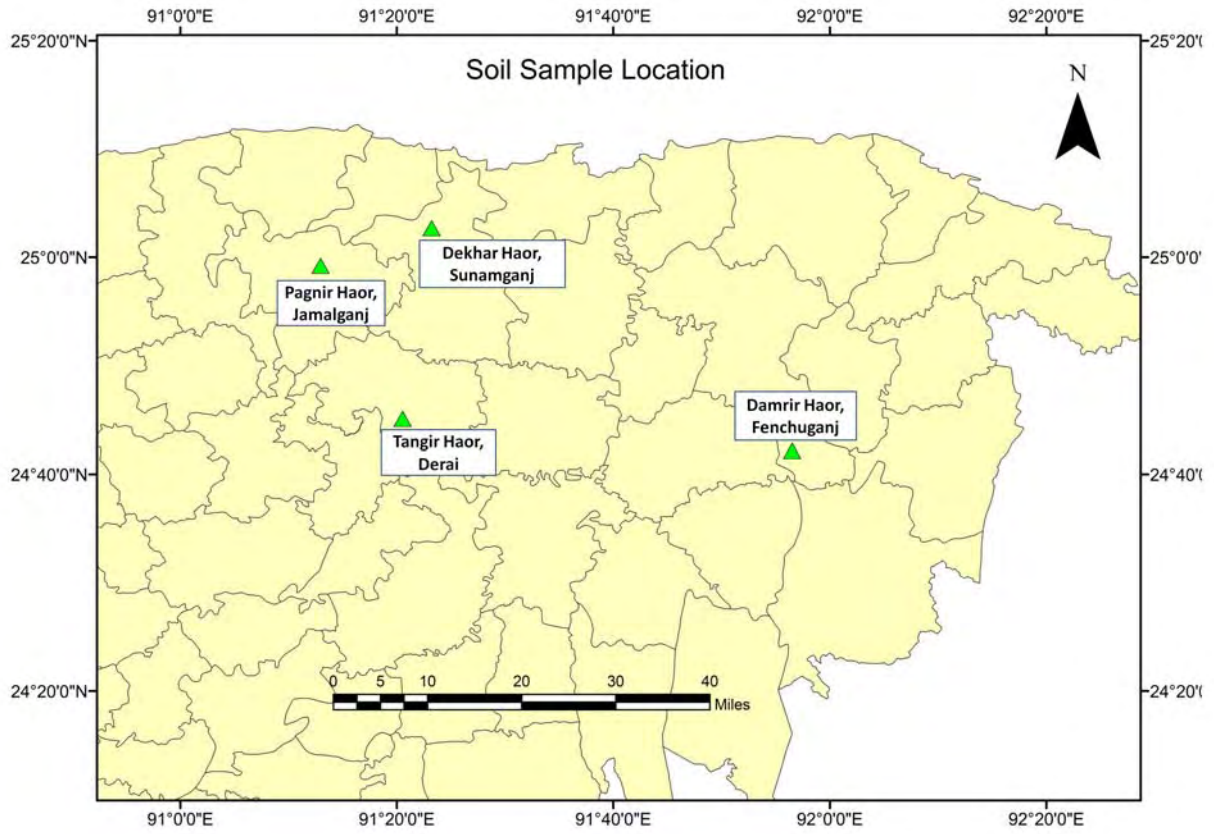 91°0'0"E 91°20'0"E 91°40'0"E 92°0'0"E 92°20'0"E
25°20'0"N 25°20'0
Soil Sample Location
N
Dekhar Haor,
Sunamganj
25°0'0"N 25°0'0"
Pagnir Haor,
Jamalganj
Damrir Haor,
Fenchuganj
Tangir Haor,
Derai
24°40'0"N 24°40'0
0 5 10 20 30 40
Miles
24°20'0"N 24°20'0
91°0'0"E 91°20'0"E 91°40'0"E 92°0'0"E 92°20'0"E